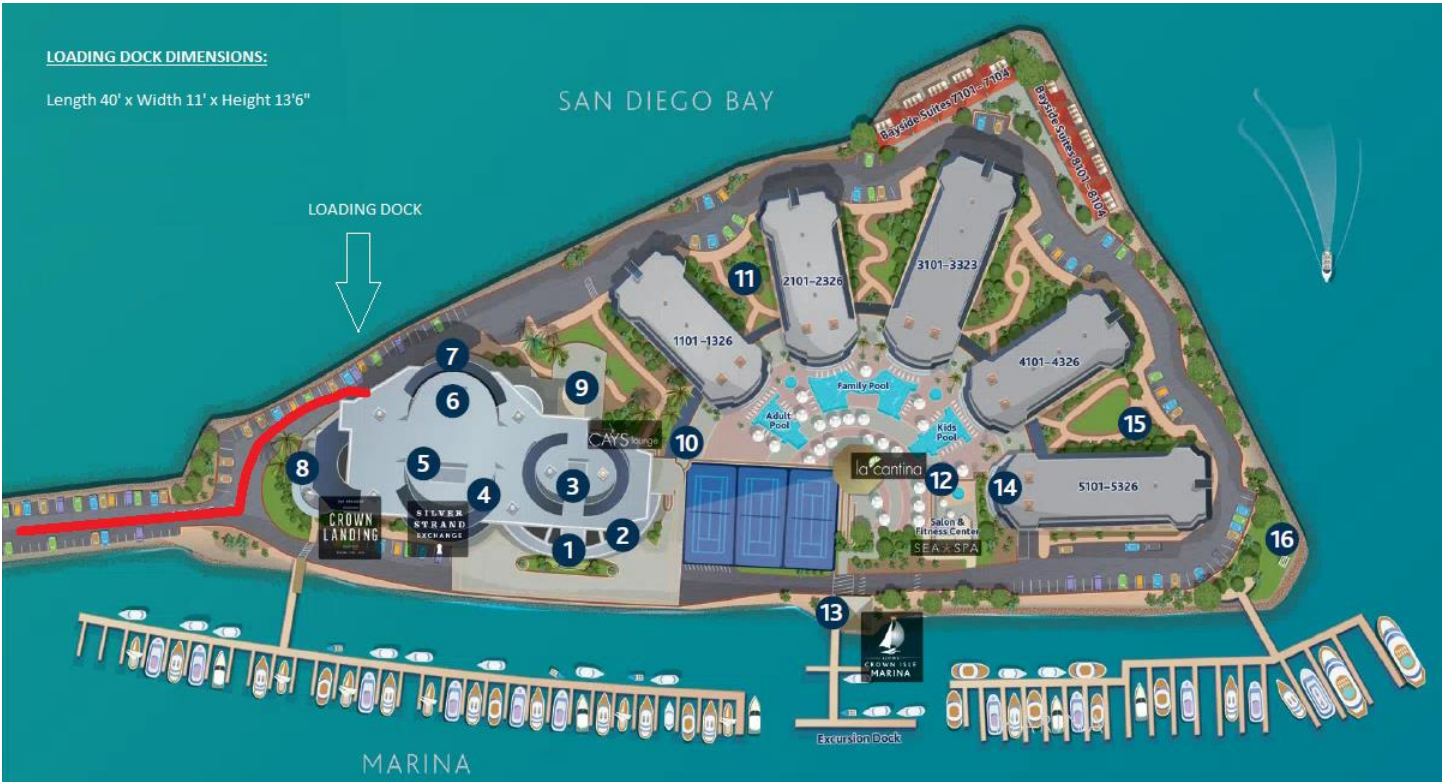 LOADING DOCK DIMENSIONS:
Length 40' x Width 11' x Height 13'6"
SAN DIEGO BAY
LOADING DOCK
Bayside Suites 7101 - 7104
Bayside Suites 8101 - 8104
11
2101-2326
3101-3323
1101-1326
4101-4326
7
6
9
Family Pool
Adult
Pool
Kids
Pool
15
CAYS lounge
10
8
5
4
3
la cantina
12
14
5101-5326
CROWN
LANDING
SILVER
STRAND
EXCHANGE
1
2
Salon &
Fitness Center
SEA SPA
16
13
CROWN ISLE
MARINA
Excursion Dock
MARINA